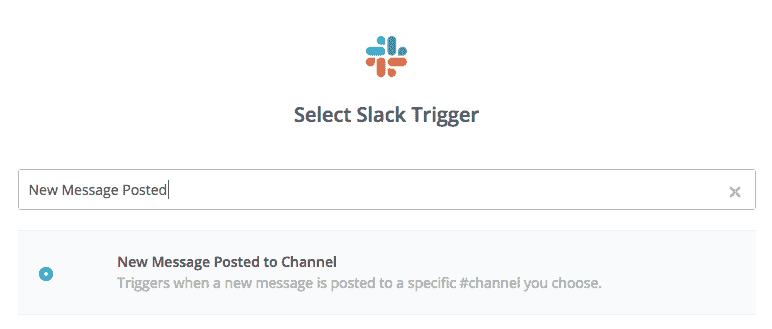 Select Slack Trigger
New Message Posted
New Message Posted to Channel
Triggers when a new message is posted to a specific #channel you choose.